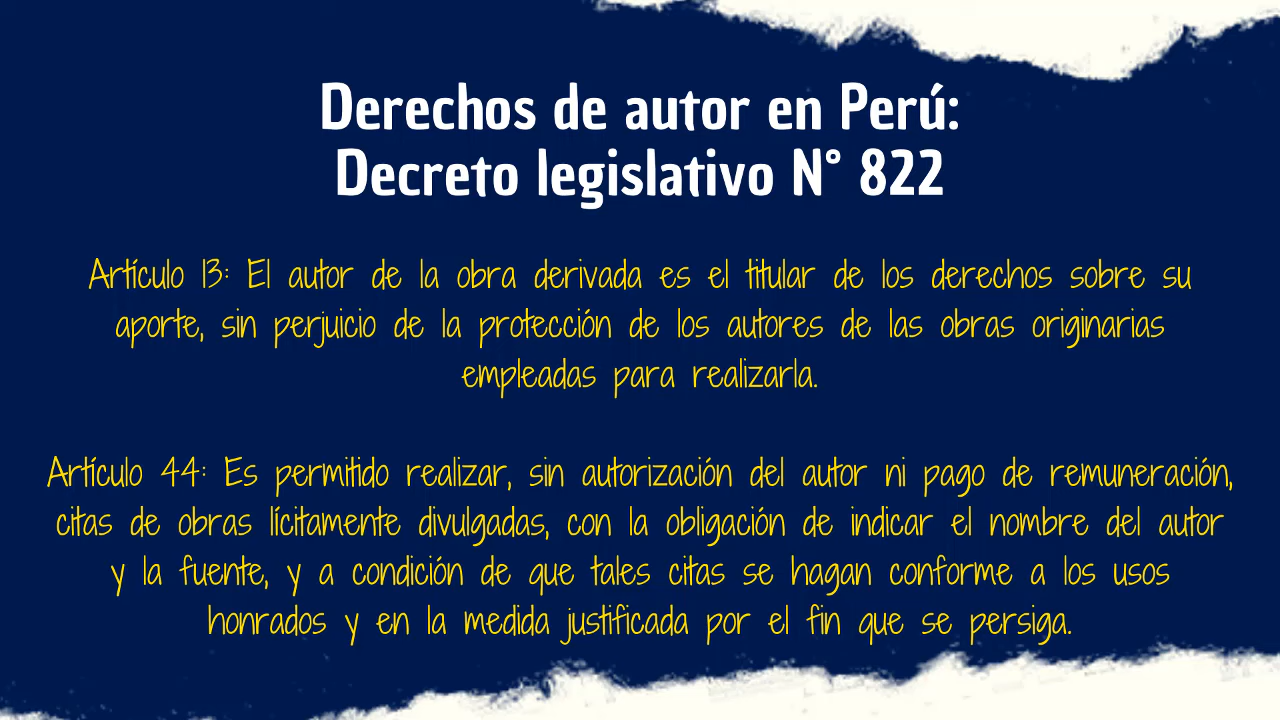 Derechos de autor en Perú:
Decreto legislativo N° 822
Artículo 13: El autor de la obra derivada es el titular de los derechos sobre su
aporte, sin perjuicio de la protección de los autores de las obras originarias
empleadas para realizarla.
Artículo 44: Es permitido realizar, sin autorización del autor ni pago de remuneración,
citas de obras lícitamente divulgadas, con la obligación de indicar el nombre del autor
y la fuente, y a condición de que tales citas se hagan conforme a los usos
honrados y en la medida justificada por el fin que se persiga.